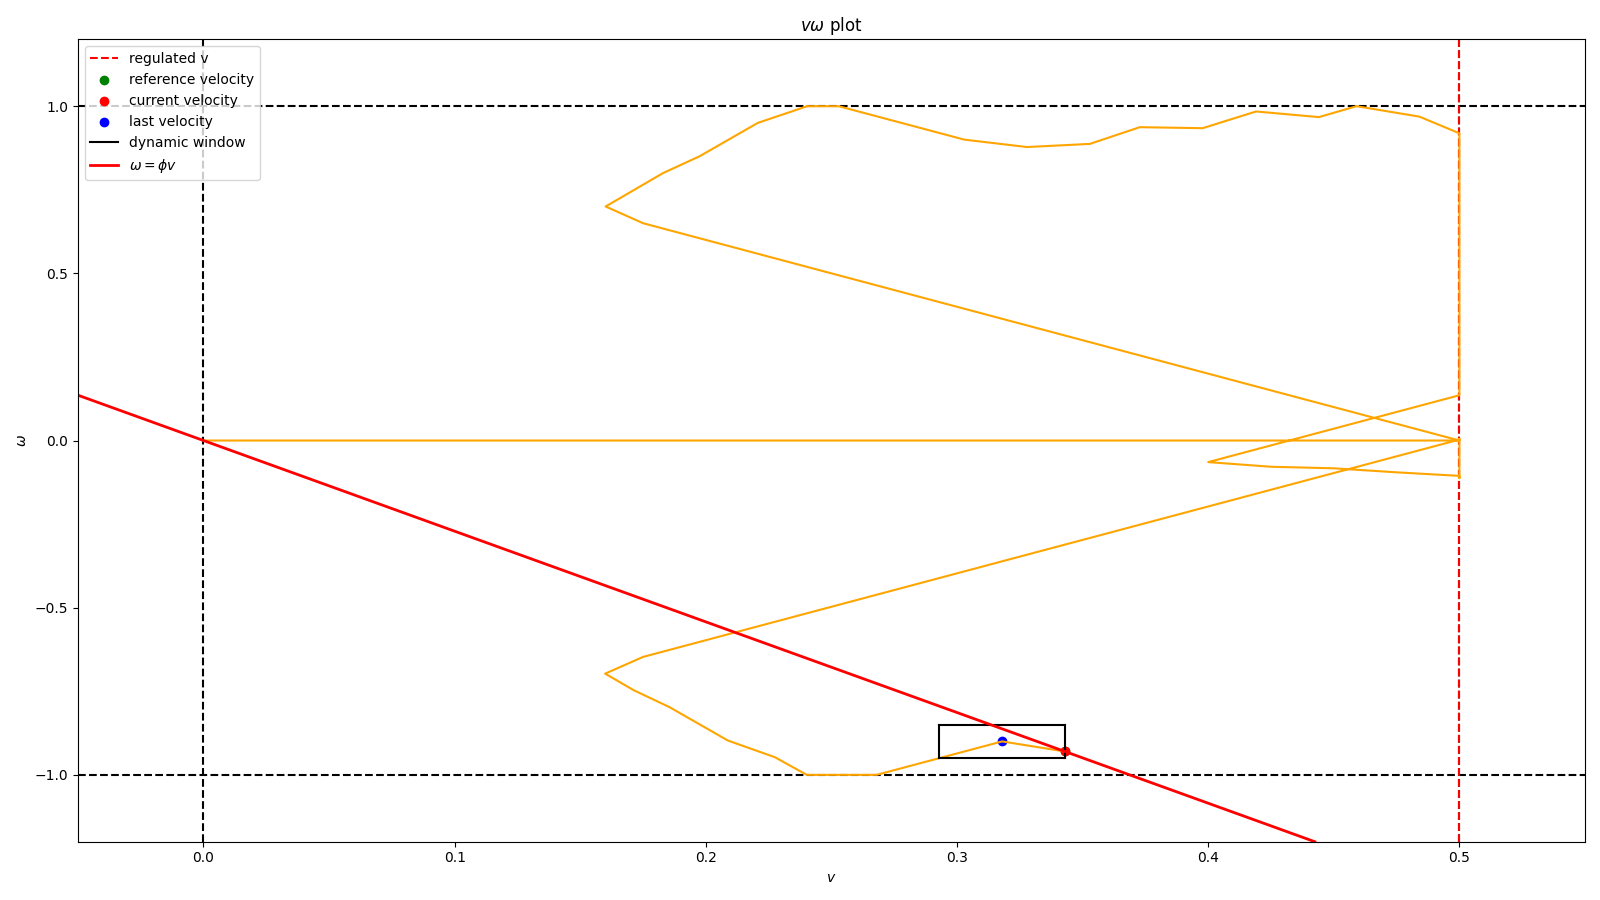 vω plot
regulated v
reference velocity
current velocity
last velocity
dynamic window
ω = ϕv
1.0
0.5
0.0
−0.5
−1.0
ω
0.0 0.1 0.2 0.3 0.4 0.5
v